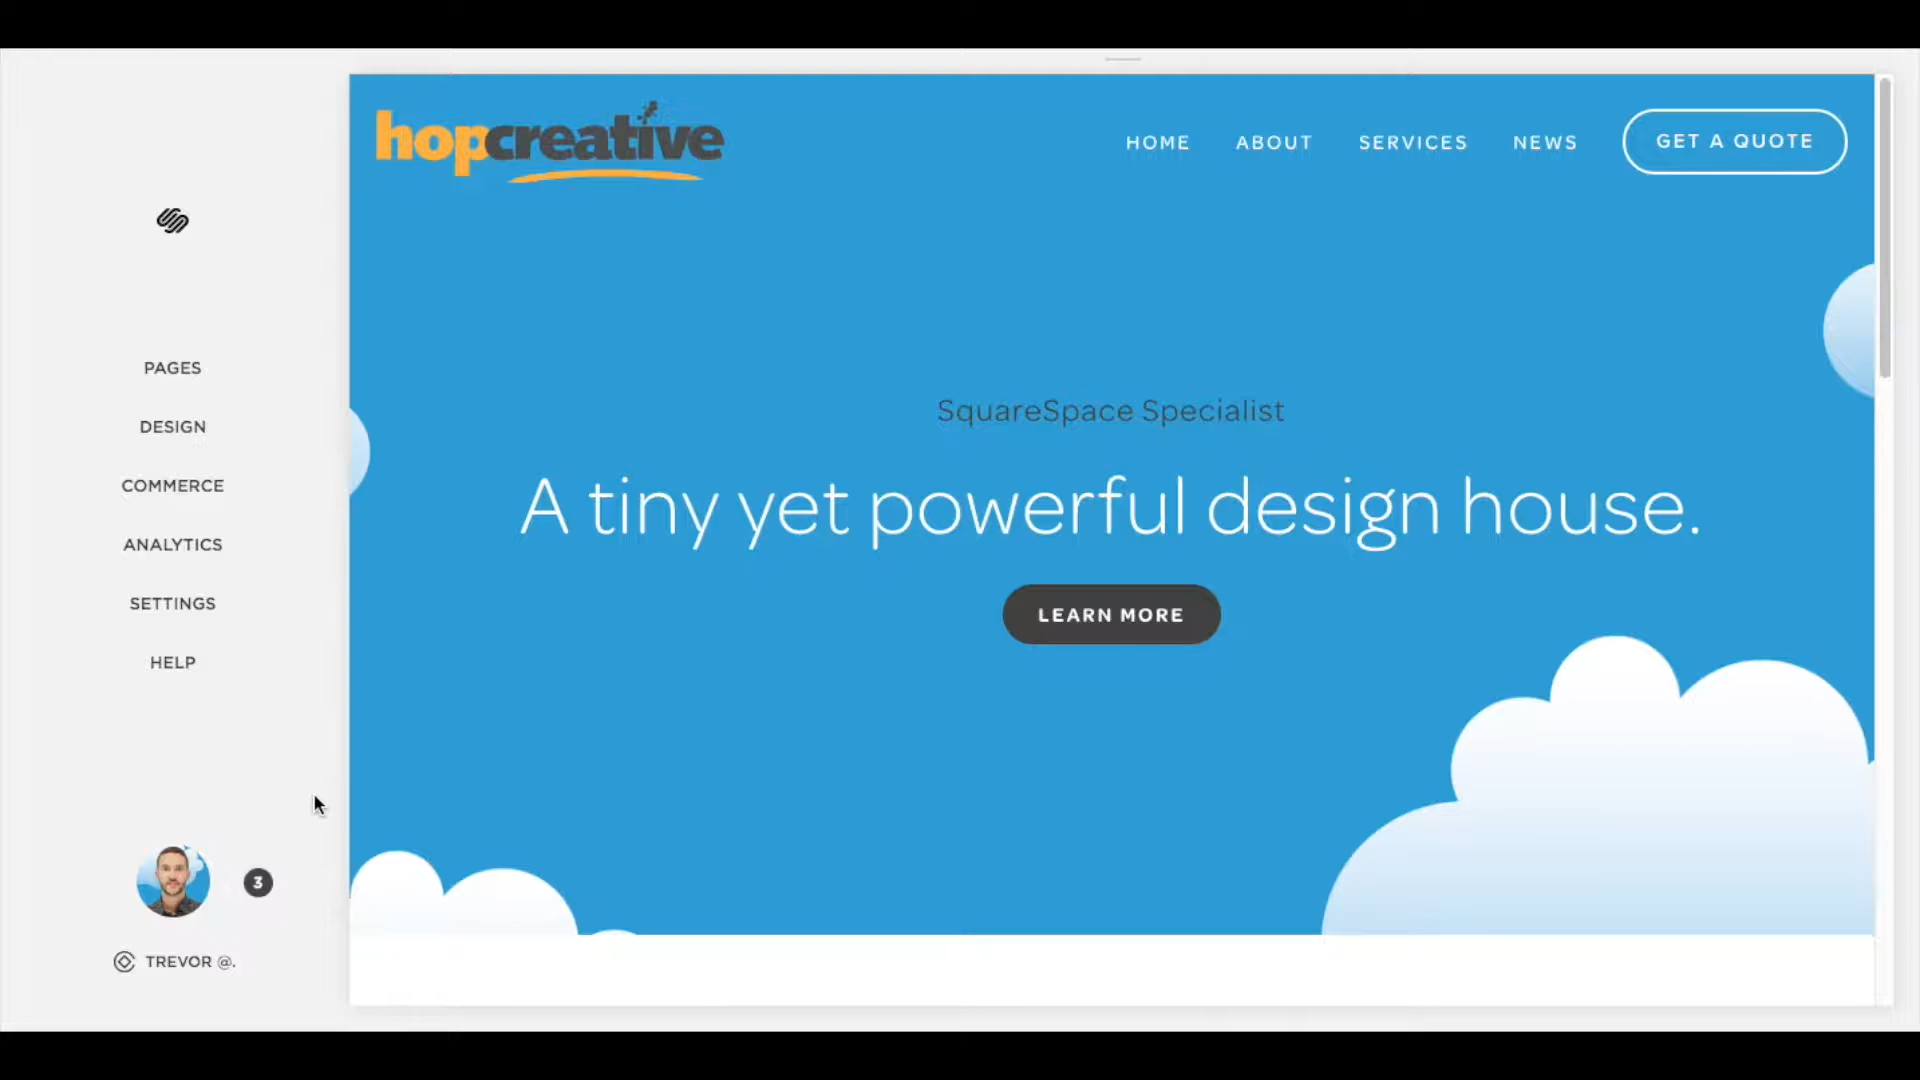 PAGES
DESIGN
COMMERCE
ANALYTICS
SETTINGS
HELP
3
TREVOR @.
hopcreative
HOME ABOUT SERVICES NEWS GET A QUOTE
SquareSpace Specialist
A tiny yet powerful design house.
LEARN MORE